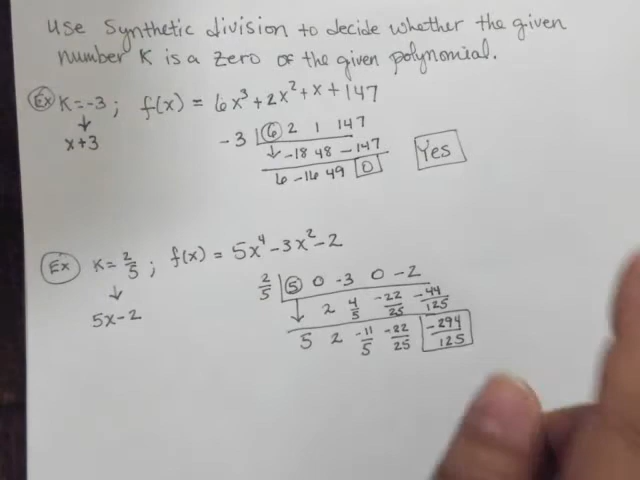 Use Synthetic division to decide whether the given
number K is a zero of the given polynomial.
Ex K=-3 ; f(x) = 6x³+2x²+x+147
↓
x+3
-3 | 6 2 1 147
↓ -18 48 -147
6 -16 49 0
Yes
Ex K= 2/5 ; f(x) = 5x⁴-3x²-2
↓
5x-2
2/5 | 5 0 -3 0 -2
↓ 2 4/5 -22/25 -44/125
5 2 -11/5 -22/25 -294/125